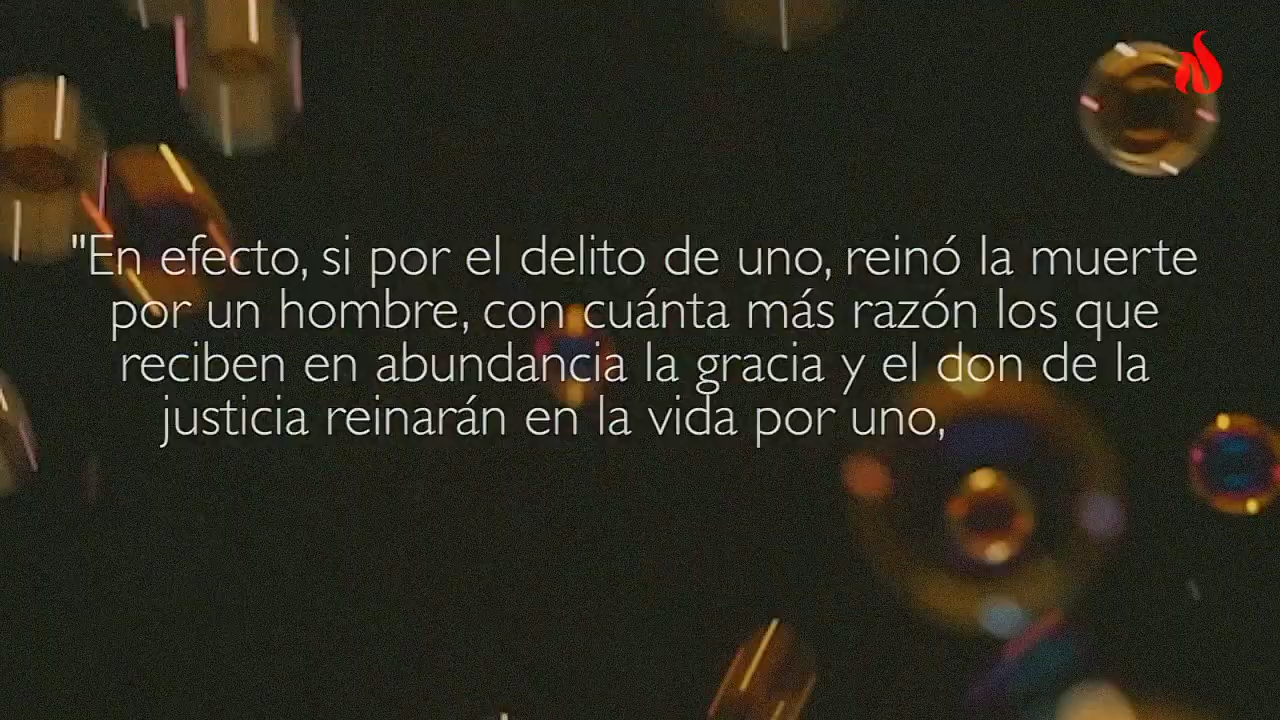 "En efecto, si por el delito de uno, reinó la muerte
por un hombre, con cuánta más razón los que
reciben en abundancia la gracia y el don de la
justicia reinarán en la vida por uno,